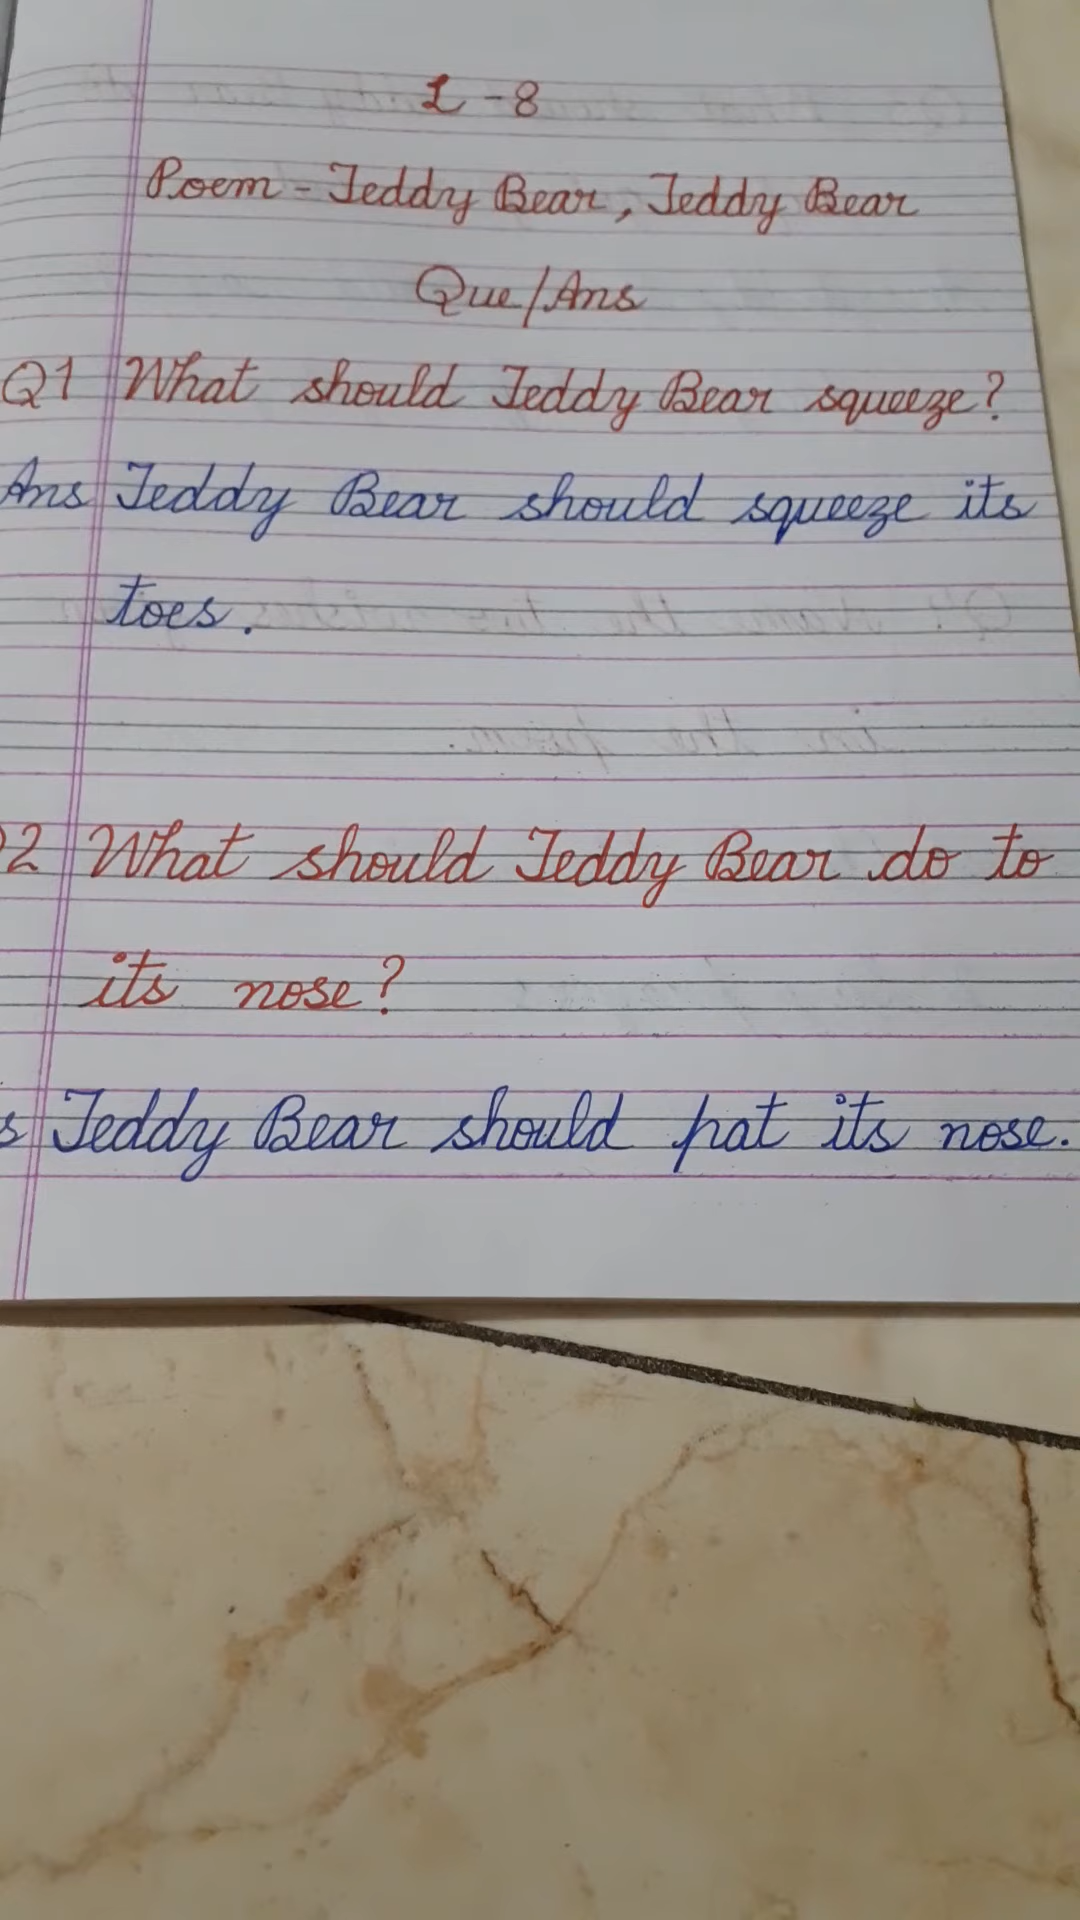 L - 8
Poem - Teddy Bear, Teddy Bear
Que/Ans
Q1 What should Teddy Bear squeeze?
Ans Teddy Bear should squeeze its
toes.
2 What should Teddy Bear do to
its nose?
s Teddy Bear should pat its nose.